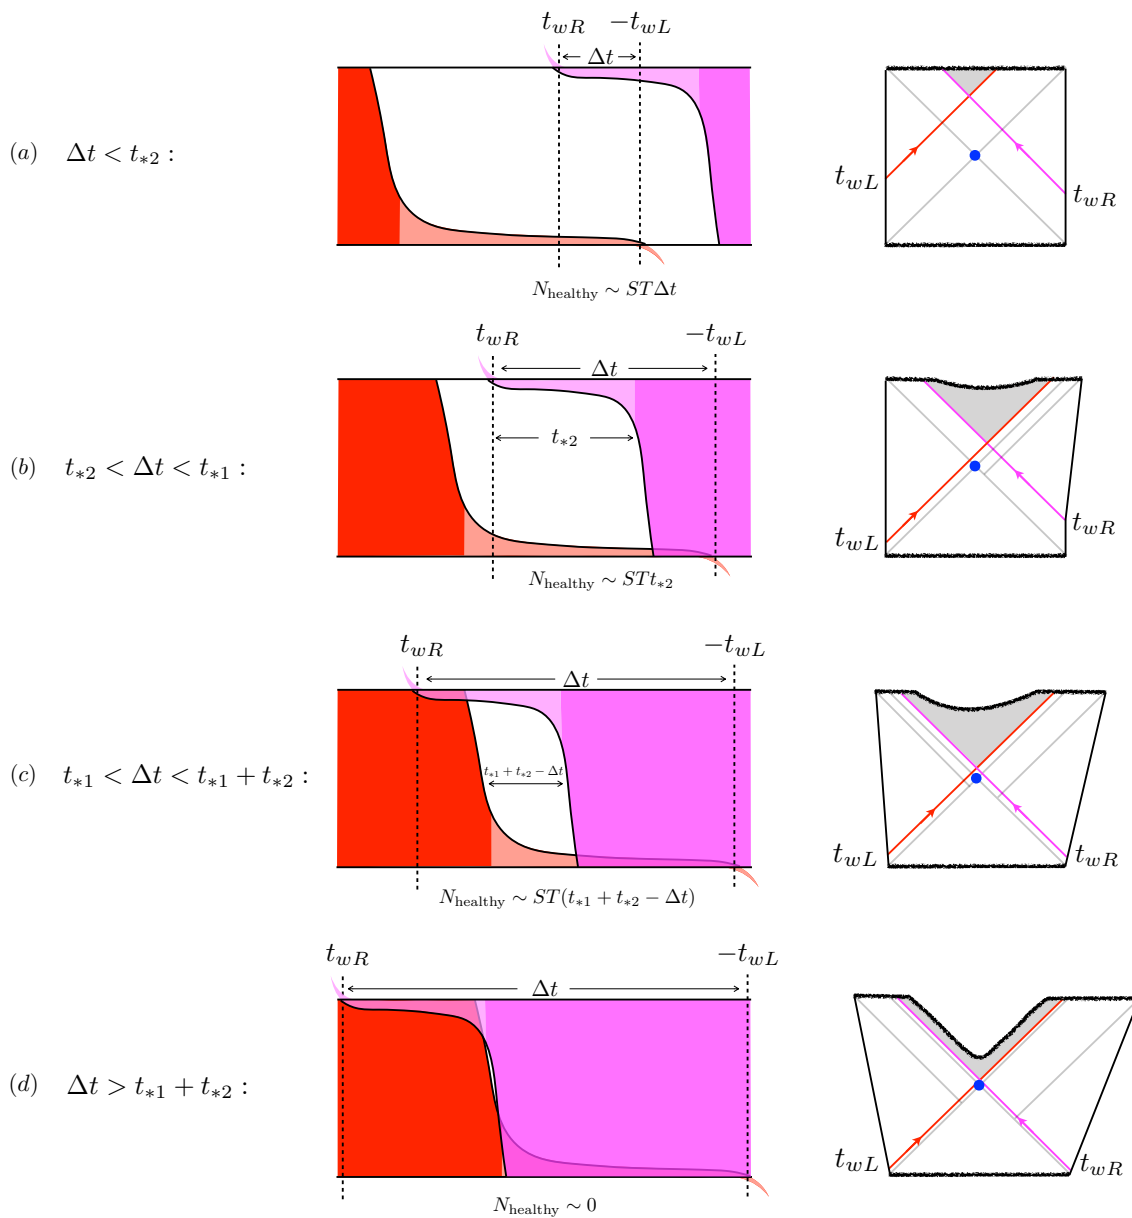 t_{wR} -t_{wL}
Δt
(a) Δt < t_{*2} :
t_{wL}
t_{wR}
N_{healthy} ∼ STΔt
t_{wR} -t_{wL}
Δt
t_{*2}
(b) t_{*2} < Δt < t_{*1} :
t_{wL}
t_{wR}
N_{healthy} ∼ STt_{*2}
t_{wR} -t_{wL}
Δt
(c) t_{*1} < Δt < t_{*1} + t_{*2} :
t_{*1} + t_{*2} - Δt
t_{wL}
t_{wR}
N_{healthy} ∼ ST(t_{*1} + t_{*2} - Δt)
t_{wR} -t_{wL}
Δt
(d) Δt > t_{*1} + t_{*2} :
t_{wL}
t_{wR}
N_{healthy} ∼ 0